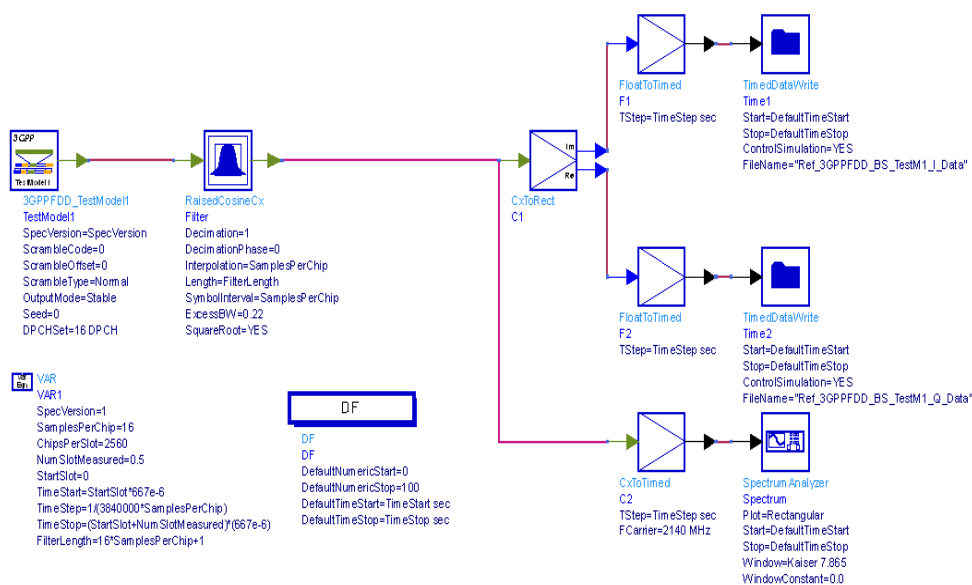 3GPP
TestModel1
3GPPFDD_TestModel1
TestModel1
SpecVersion=SpecVersion
ScrambleCode=0
ScrambleOffset=0
ScrambleType=Normal
OutputMode=Stable
Seed=0
DPCHSet=16 DPCH
RaisedCosineCx
Filter
Decimation=1
DecimationPhase=0
Interpolation=SamplesPerChip
Length=FilterLength
SymbolInterval=SamplesPerChip
ExcessBW=0.22
SquareRoot=YES
Im
Re
CxToRect
C1
FloatToTimed
F1
TStep=TimeStep sec
TimedDataWrite
Time1
Start=DefaultTimeStart
Stop=DefaultTimeStop
ControlSimulation=YES
FileName="Ref_3GPPFDD_BS_TestM1_I_Data"
FloatToTimed
F2
TStep=TimeStep sec
TimedDataWrite
Time2
Start=DefaultTimeStart
Stop=DefaultTimeStop
ControlSimulation=YES
FileName="Ref_3GPPFDD_BS_TestM1_Q_Data"
Var
Eqn
VAR
VAR1
SpecVersion=1
SamplesPerChip=16
ChipsPerSlot=2560
NumSlotMeasured=0.5
StartSlot=0
TimeStart=StartSlot*667e-6
TimeStep=1/(3840000*SamplesPerChip)
TimeStop=(StartSlot+NumSlotMeasured)*(667e-6)
FilterLength=16*SamplesPerChip+1
DF
DF
DF
DefaultNumericStart=0
DefaultNumericStop=100
DefaultTimeStart=TimeStart sec
DefaultTimeStop=TimeStop sec
CxToTimed
C2
TStep=TimeStep sec
FCarrier=2140 MHz
SpectrumAnalyzer
Spectrum
Plot=Rectangular
Start=DefaultTimeStart
Stop=DefaultTimeStop
Window=Kaiser 7.865
WindowConstant=0.0